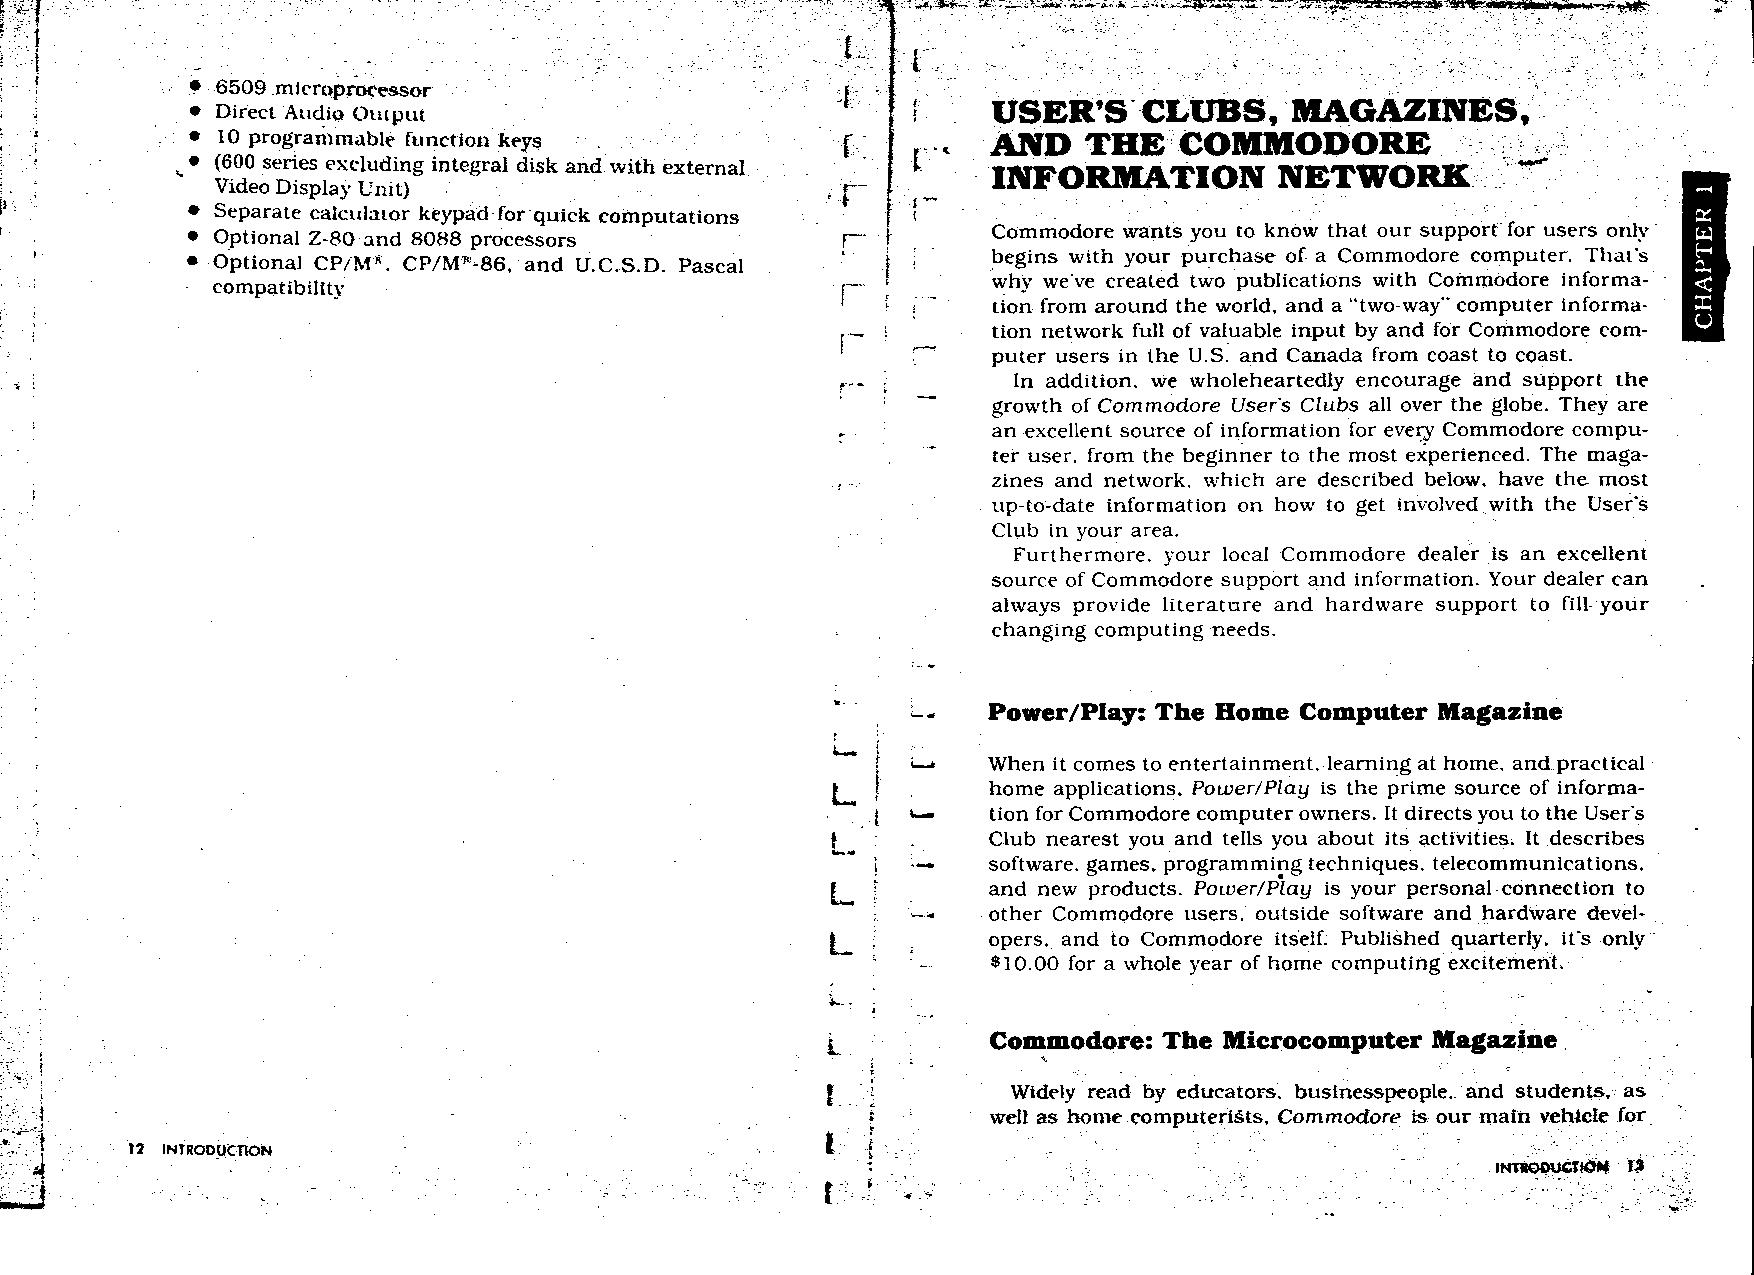 • 6509 microprocessor
• Direct Audio Output
• 10 programmable function keys
• (600 series excluding integral disk and with external
Video Display Unit)
• Separate calculator keypad for quick computations
• Optional Z-80 and 8088 processors
• Optional CP/M®, CP/M®-86, and U.C.S.D. Pascal
compatibility
12 INTRODUCTION
USER'S CLUBS, MAGAZINES,
AND THE COMMODORE
INFORMATION NETWORK
Commodore wants you to know that our support for users only
begins with your purchase of a Commodore computer. That's
why we've created two publications with Commodore informa-
tion from around the world, and a "two-way" computer informa-
tion network full of valuable input by and for Commodore com-
puter users in the U.S. and Canada from coast to coast.
In addition, we wholeheartedly encourage and support the
growth of Commodore User's Clubs all over the globe. They are
an excellent source of information for every Commodore compu-
ter user, from the beginner to the most experienced. The maga-
zines and network, which are described below, have the most
up-to-date information on how to get involved with the User's
Club in your area.
Furthermore, your local Commodore dealer is an excellent
source of Commodore support and information. Your dealer can
always provide literature and hardware support to fill your
changing computing needs.
Power/Play: The Home Computer Magazine
When it comes to entertainment, learning at home, and practical
home applications, Power/Play is the prime source of informa-
tion for Commodore computer owners. It directs you to the User's
Club nearest you and tells you about its activities. It describes
software, games, programming techniques, telecommunications,
and new products. Power/Play is your personal connection to
other Commodore users, outside software and hardware devel-
opers, and to Commodore itself. Published quarterly, it's only
$10.00 for a whole year of home computing excitement.
Commodore: The Microcomputer Magazine
Widely read by educators, businesspeople, and students, as
well as home computerists, Commodore is our main vehicle for
INTRODUCTION 13
CHAPTER 1